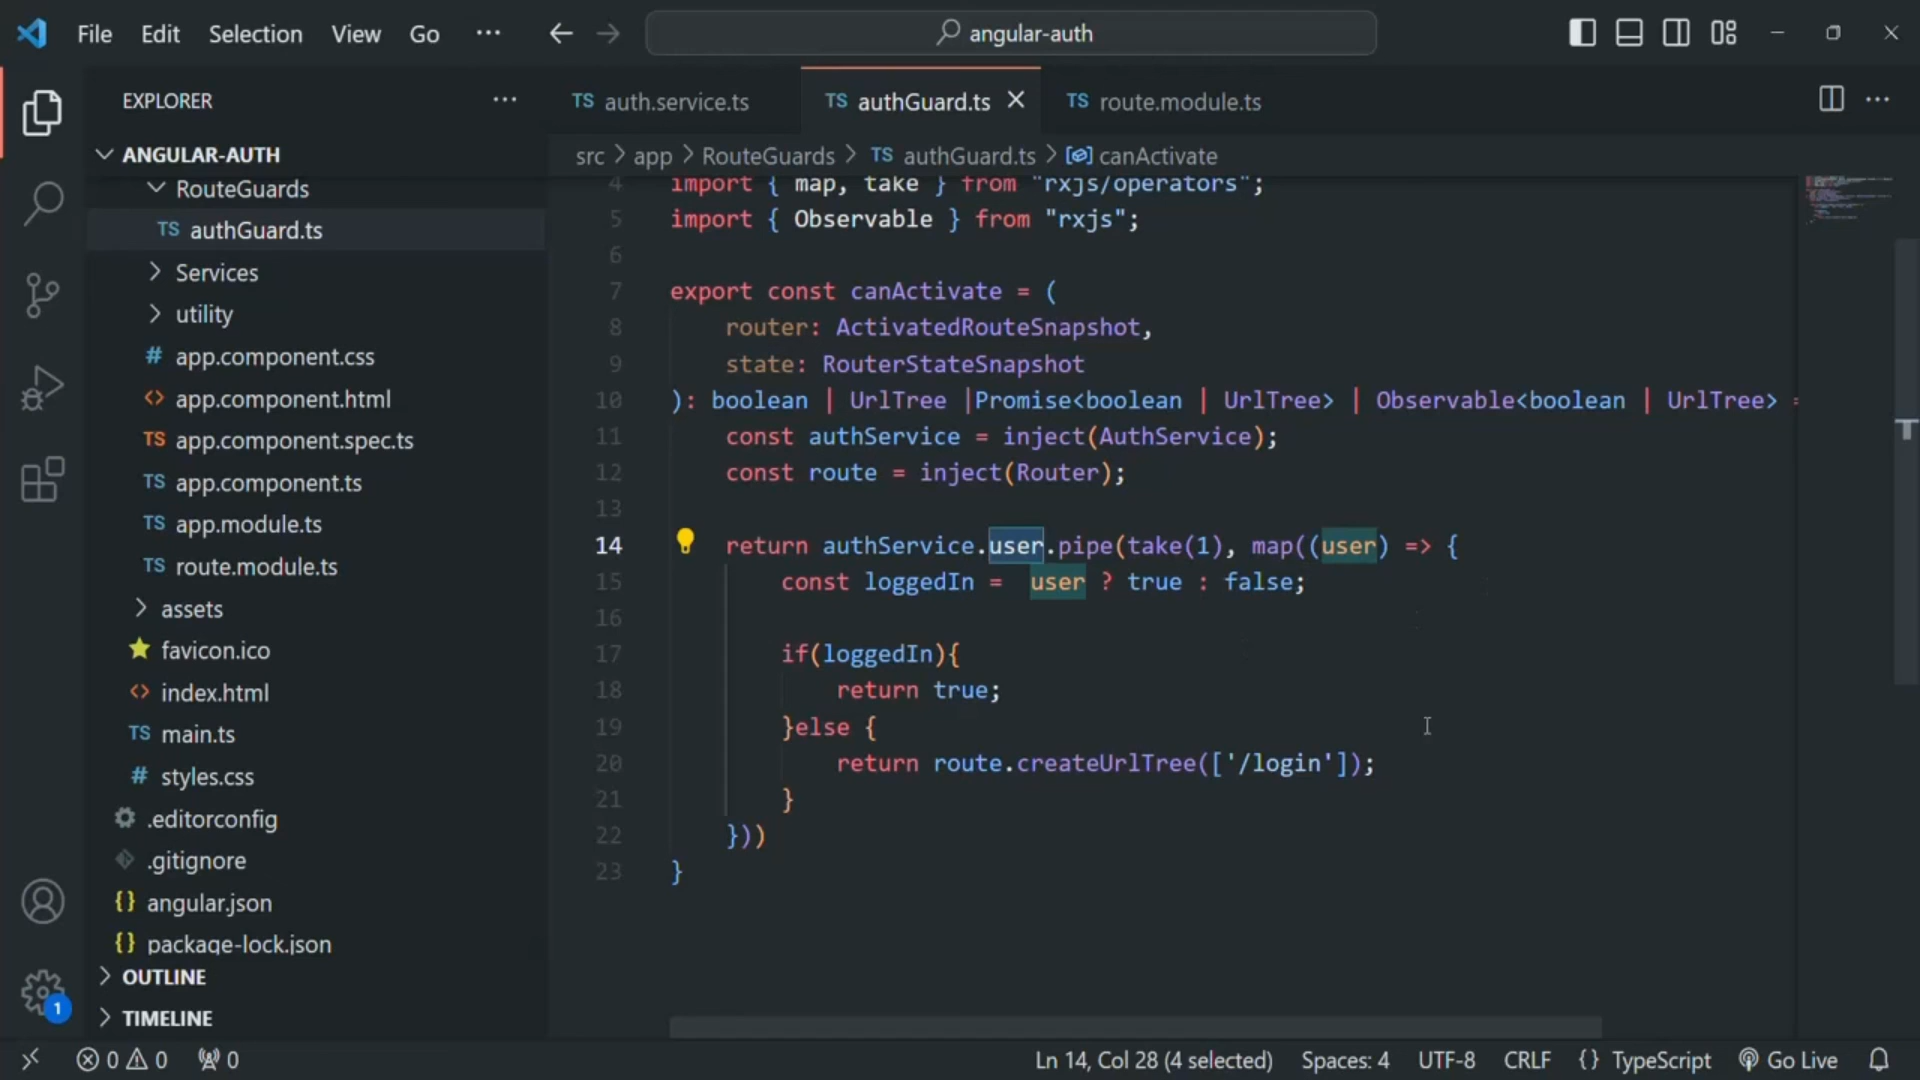 File Edit Selection View Go ··· angular-auth
EXPLORER ···
ANGULAR-AUTH
RouteGuards
TS authGuard.ts
Services
utility
# app.component.css
<> app.component.html
TS app.component.spec.ts
TS app.component.ts
TS app.module.ts
TS route.module.ts
assets
favicon.ico
<> index.html
TS main.ts
# styles.css
.editorconfig
.gitignore
{} angular.json
{} package-lock.json
OUTLINE
TIMELINE
1
TS auth.service.ts TS authGuard.ts TS route.module.ts ···
src > app > RouteGuards > TS authGuard.ts > canActivate
4 import { map, take } from "rxjs/operators";
5 import { Observable } from "rxjs";
6
7 export const canActivate = (
8 router: ActivatedRouteSnapshot,
9 state: RouterStateSnapshot
10 ): boolean | UrlTree |Promise<boolean | UrlTree> | Observable<boolean | UrlTree> =
11 const authService = inject(AuthService);
12 const route = inject(Router);
13
14 return authService.user.pipe(take(1), map((user) => {
15 const loggedIn =  user ? true : false;
16
17 if(loggedIn){
18 return true;
19 }else {
20 return route.createUrlTree(['/login']);
21 }
22 }))
23 }
0 0 0 Ln 14, Col 28 (4 selected) Spaces: 4 UTF-8 CRLF {} TypeScript Go Live